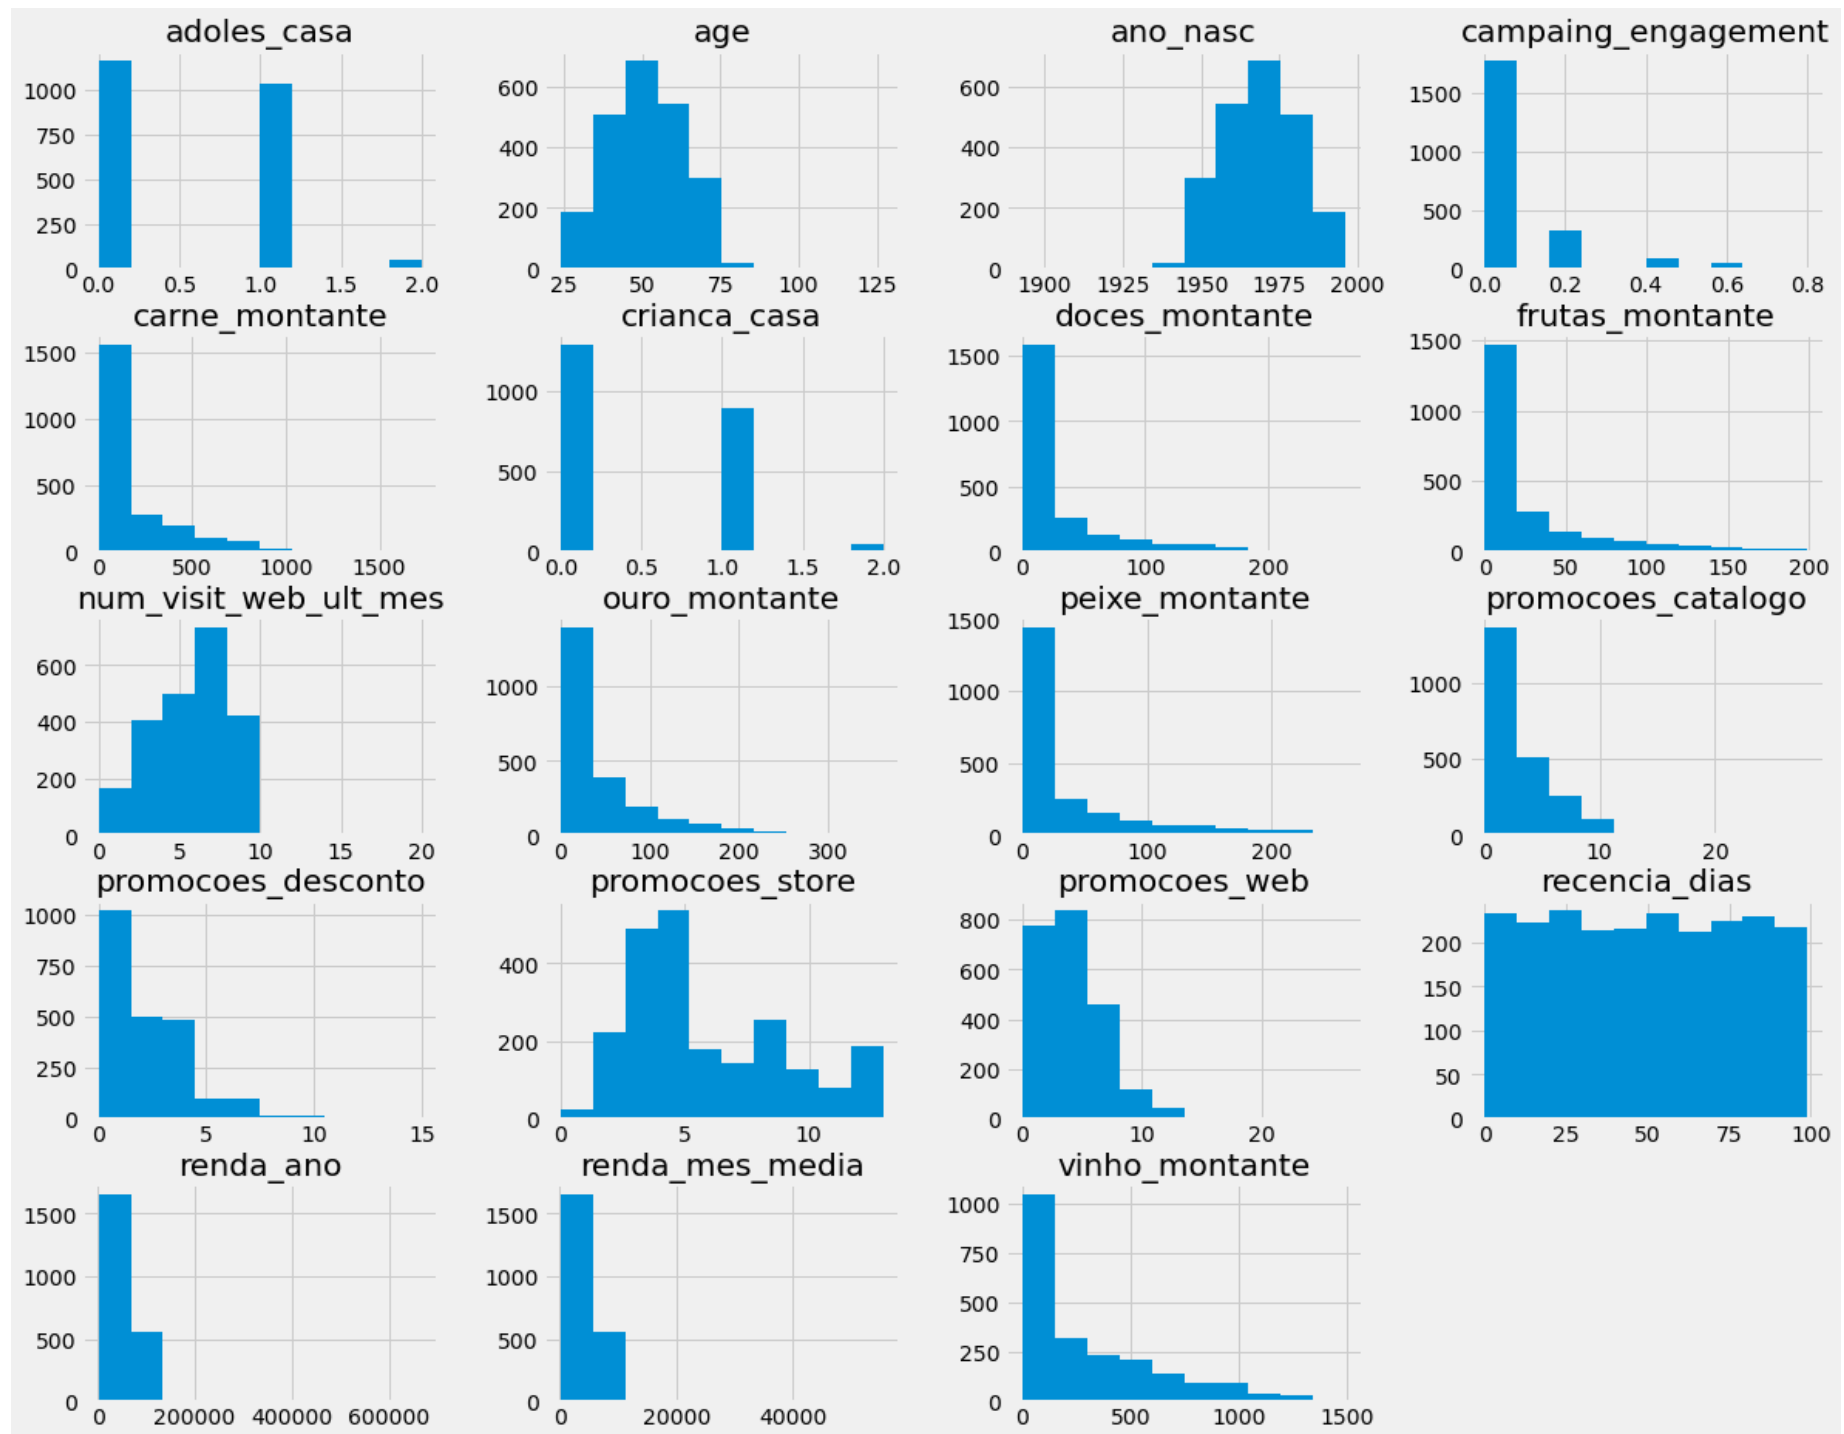 adoles_casa
1000
750
500
250
0
0.0 0.5 1.0 1.5 2.0
age
600
400
200
0
25 50 75 100 125
ano_nasc
600
400
200
0
1900 1925 1950 1975 2000
campaing_engagement
1500
1000
500
0
0.0 0.2 0.4 0.6 0.8
carne_montante
1500
1000
500
0
0 500 1000 1500
crianca_casa
1000
500
0
0.0 0.5 1.0 1.5 2.0
doces_montante
1500
1000
500
0
0 100 200
frutas_montante
1500
1000
500
0
0 50 100 150 200
num_visit_web_ult_mes
600
400
200
0
0 5 10 15 20
ouro_montante
1000
500
0
0 100 200 300
peixe_montante
1500
1000
500
0
0 100 200
promocoes_catalogo
1000
500
0
0 10 20
promocoes_desconto
1000
750
500
250
0
0 5 10 15
promocoes_store
400
200
0
0 5 10
promocoes_web
800
600
400
200
0
0 10 20
recencia_dias
200
150
100
50
0
0 25 50 75 100
renda_ano
1500
1000
500
0
0 200000 400000 600000
renda_mes_media
1500
1000
500
0
0 20000 40000
vinho_montante
1000
750
500
250
0
0 500 1000 1500